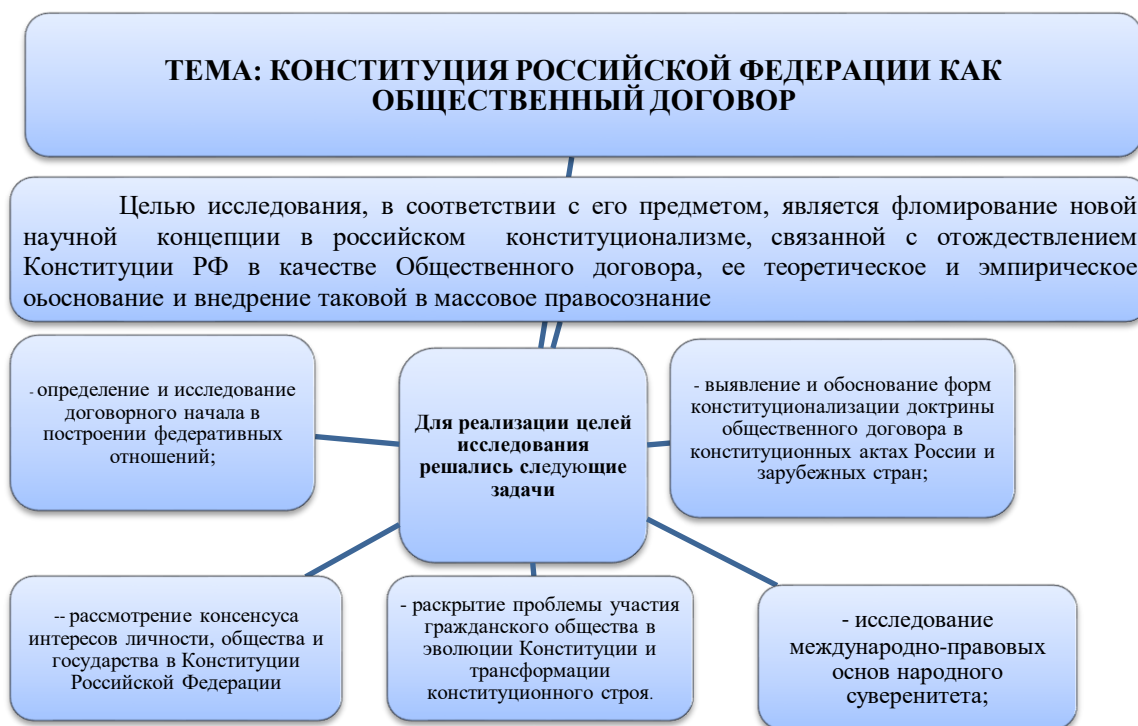 ТЕМА: КОНСТИТУЦИЯ РОССИЙСКОЙ ФЕДЕРАЦИИ КАК
ОБЩЕСТВЕННЫЙ ДОГОВОР
Целью исследования, в соответствии с его предметом, является фломирование новой
научной концепции в российском конституционализме, связанной с отождествлением
Конституции РФ в качестве Общественного договора, ее теоретическое и эмпирическое
оьоснование и внедрение таковой в массовое правосознание
- определение и исследование
договорного начала в
построении федеративных
отношений;
Для реализации целей
исследования
решались следующие
задачи
- выявление и обоснование форм
конституционализации доктрины
общественного договора в
конституционных актах России и
зарубежных стран;
-- рассмотрение консенсуса
интересов личности, общества и
государства в Конституции
Российской Федерации
- раскрытие проблемы участия
гражданского общества в
эволюции Конституции и
трансформации
конституционного строя.
- исследование
международно-правовых
основ народного
суверенитета;